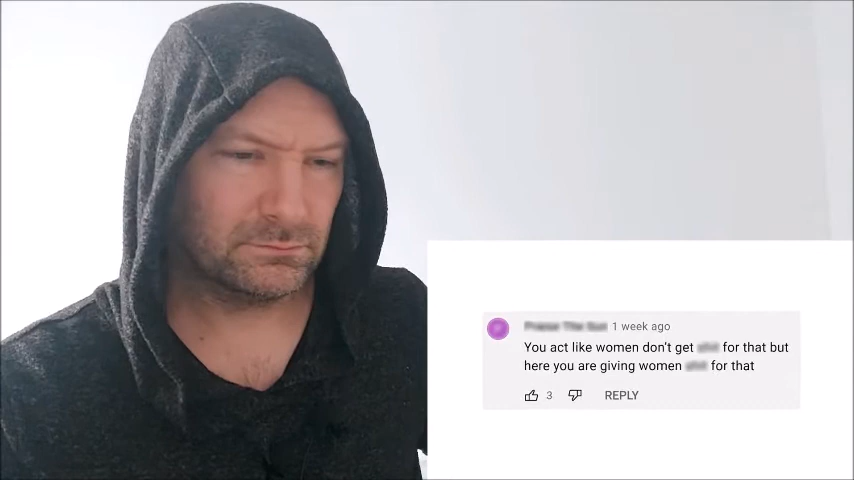 1 week ago
You act like women don't get for that but
here you are giving women for that
3 REPLY